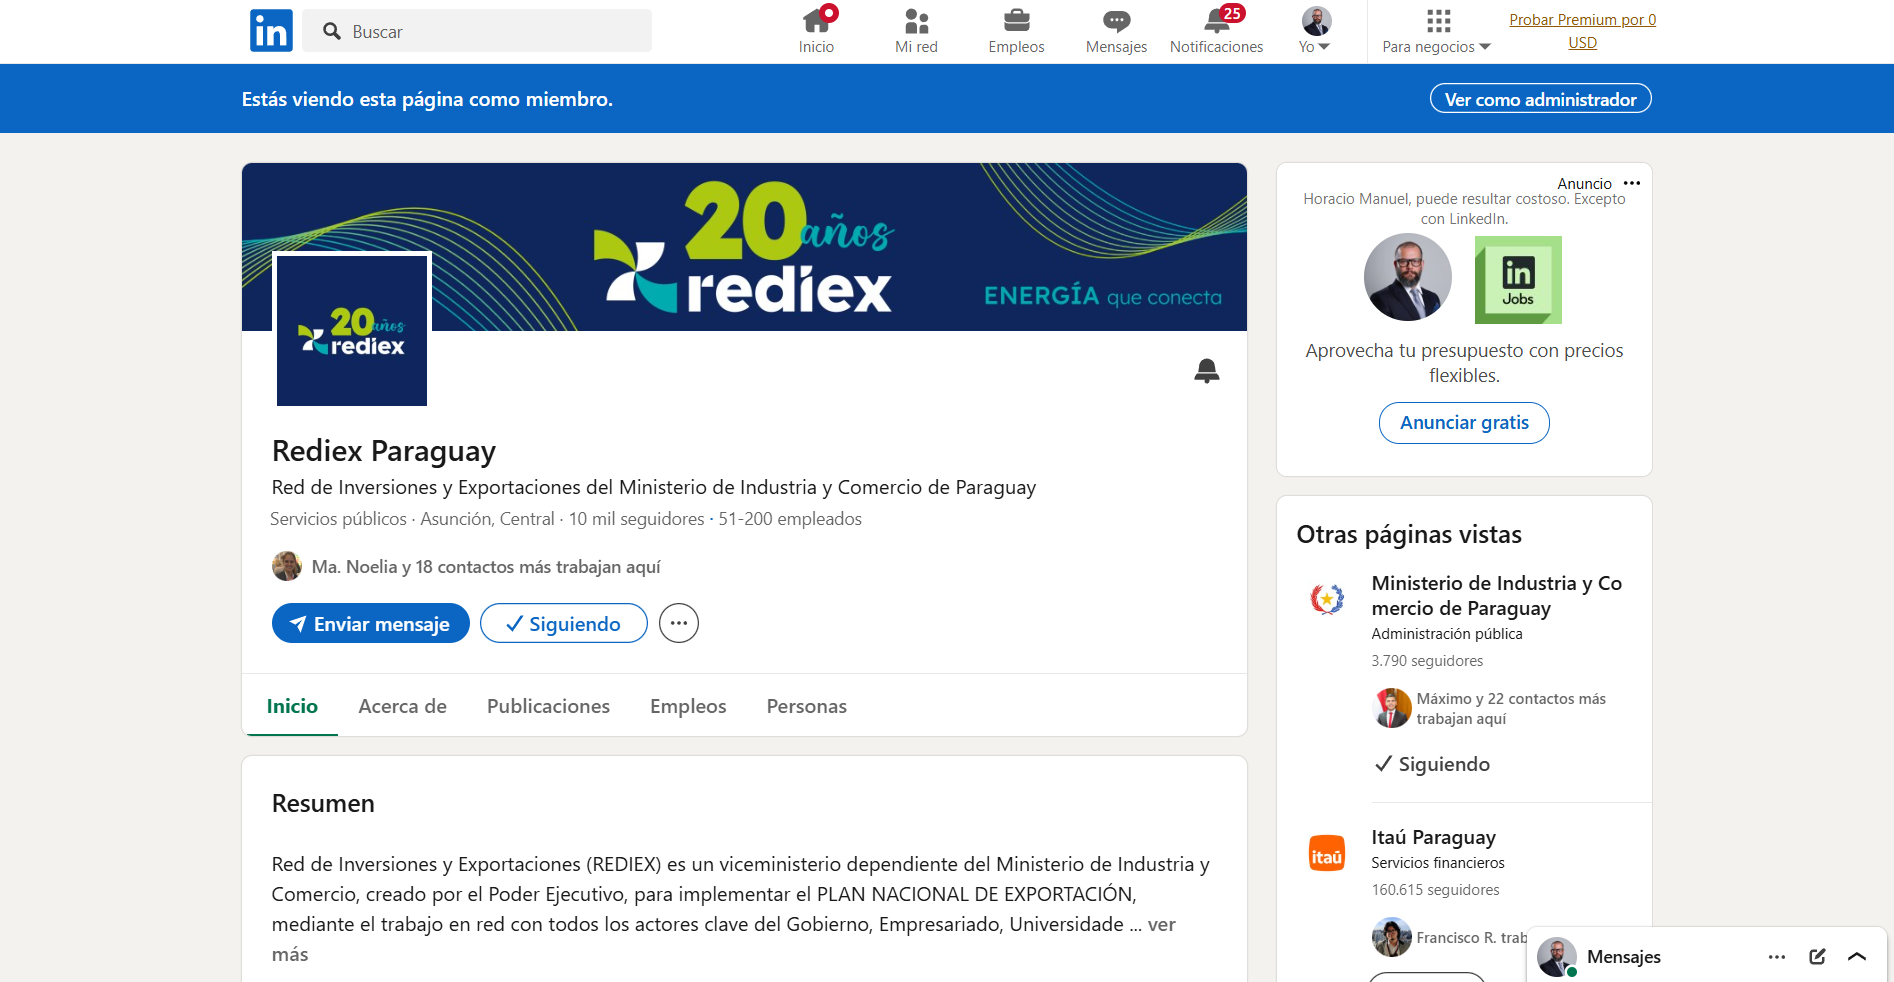 in
Buscar
Inicio
Mi red
Empleos
Mensajes
25
Notificaciones
Yo
Para negocios
Probar Premium por 0
USD
Estás viendo esta página como miembro.
Ver como administrador
20 años
rediex
ENERGÍA que conecta
20 años
rediex
Rediex Paraguay
Red de Inversiones y Exportaciones del Ministerio de Industria y Comercio de Paraguay
Servicios públicos · Asunción, Central · 10 mil seguidores · 51-200 empleados
Ma. Noelia y 18 contactos más trabajan aquí
Enviar mensaje
Siguiendo
Inicio
Acerca de
Publicaciones
Empleos
Personas
Resumen
Red de Inversiones y Exportaciones (REDIEX) es un viceministerio dependiente del Ministerio de Industria y
Comercio, creado por el Poder Ejecutivo, para implementar el PLAN NACIONAL DE EXPORTACIÓN,
mediante el trabajo en red con todos los actores clave del Gobierno, Empresariado, Universidade ... ver
más
Anuncio
Horacio Manuel, puede resultar costoso. Excepto
con LinkedIn.
in
Jobs
Aprovecha tu presupuesto con precios
flexibles.
Anunciar gratis
Otras páginas vistas
Ministerio de Industria y Co
mercio de Paraguay
Administración pública
3.790 seguidores
Máximo y 22 contactos más
trabajan aquí
Siguiendo
itaú
Itaú Paraguay
Servicios financieros
160.615 seguidores
Francisco R. trab
Mensajes